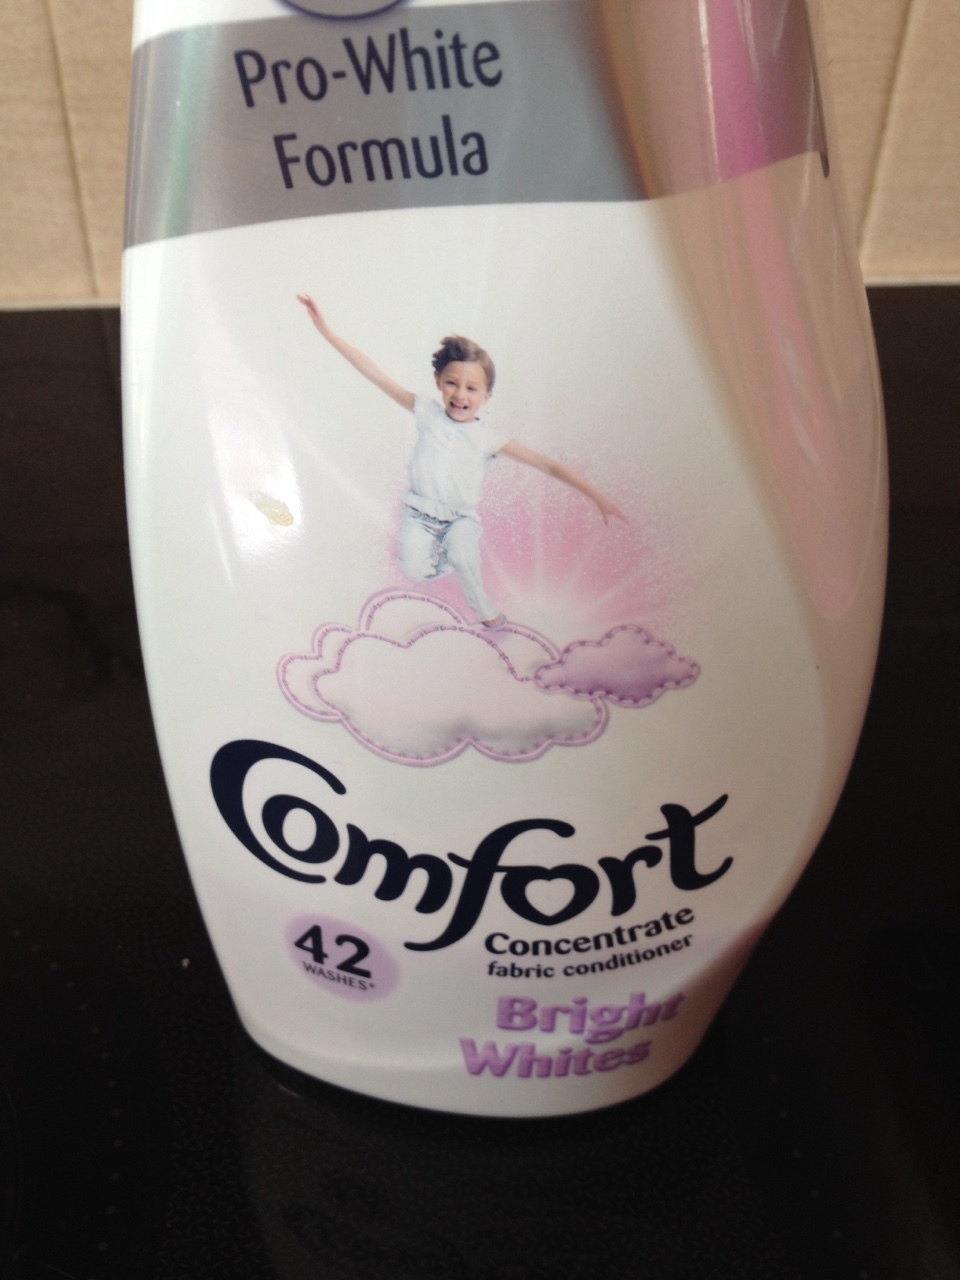 Pro-White
Formula
Comfort
Concentrate
fabric conditioner
42
WASHES*
Bright
Whites